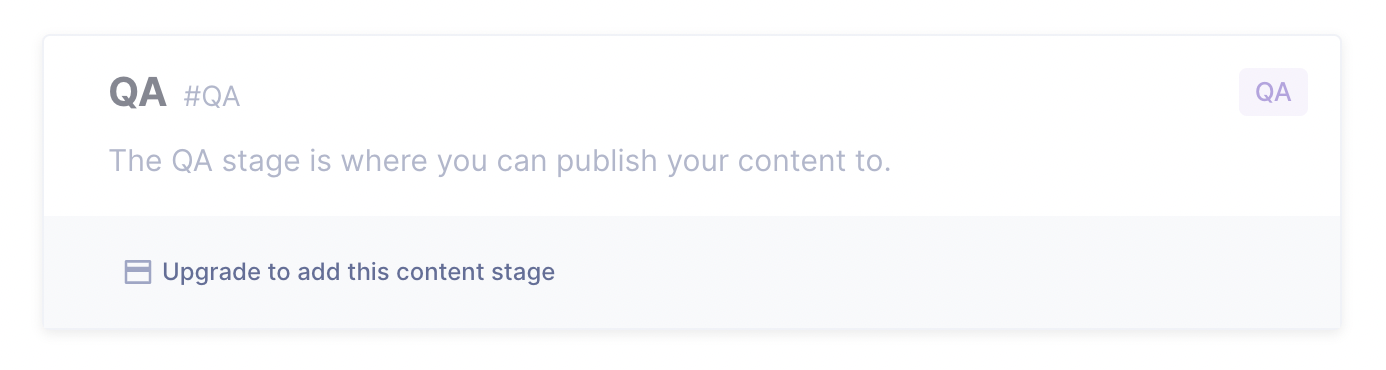 QA #QA
QA
The QA stage is where you can publish your content to.
Upgrade to add this content stage